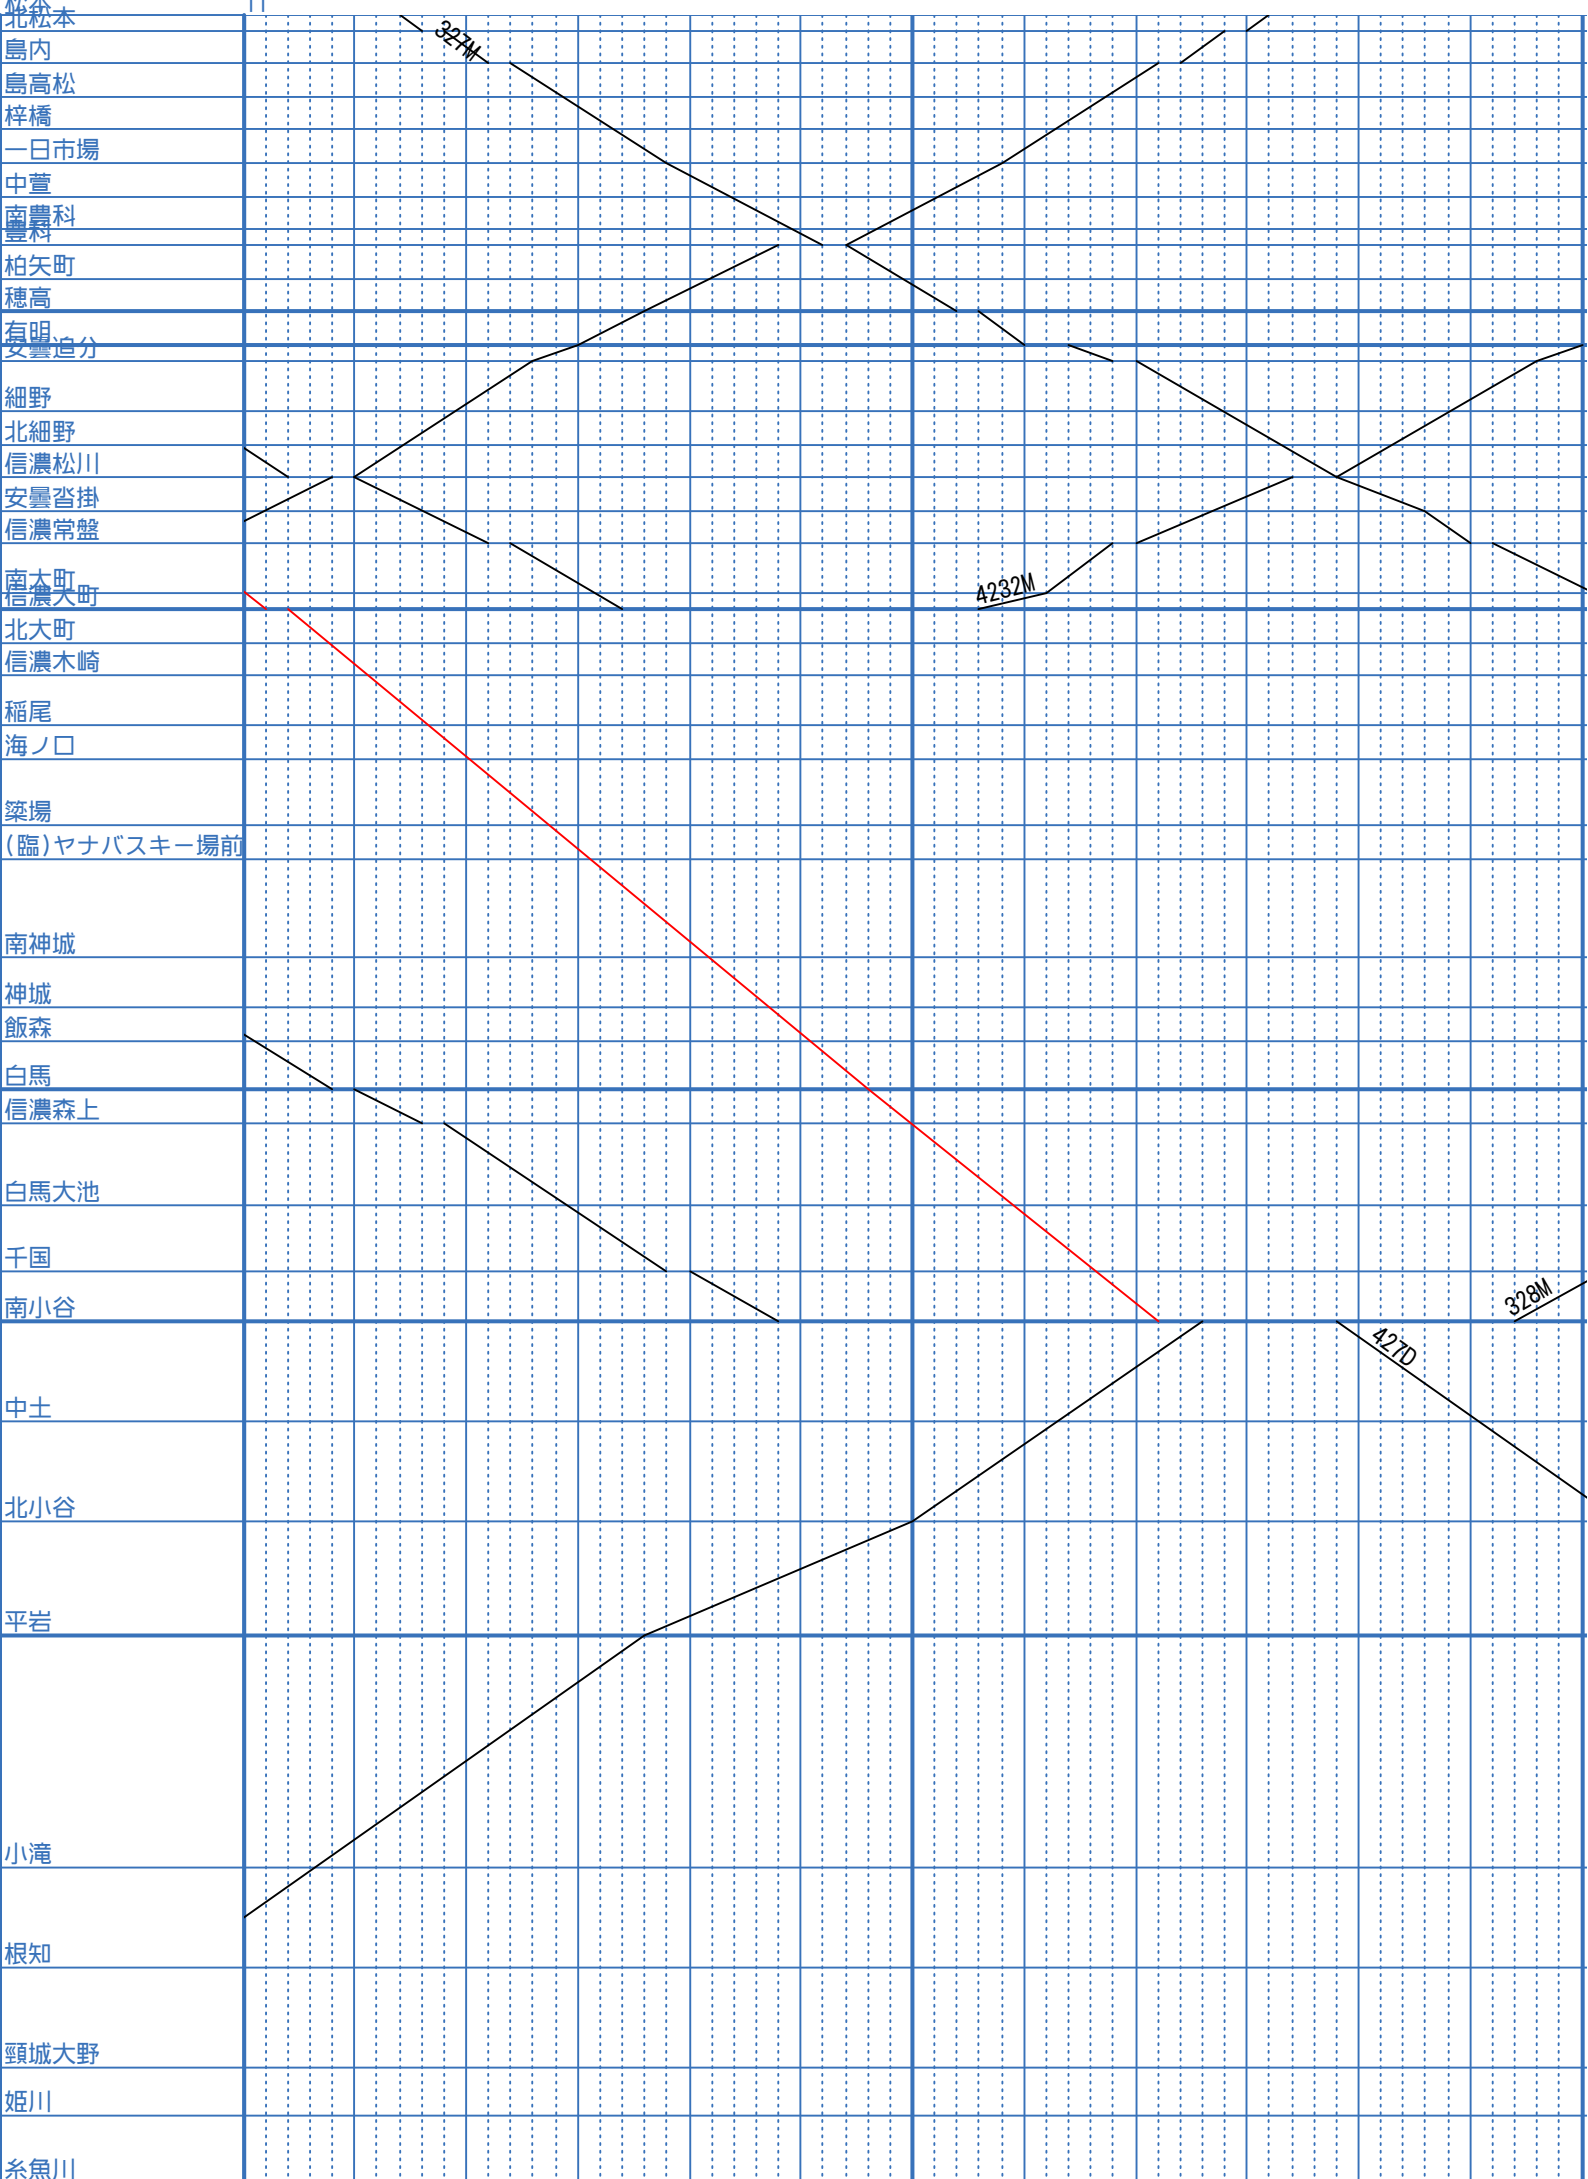 松本
11
北松本
327M
島内
島高松
梓橋
一日市場
中萱
南豊科
豊科
柏矢町
穂高
有明
安曇追分
細野
北細野
信濃松川
安曇沓掛
信濃常盤
南大町
4232M
信濃大町
北大町
信濃木崎
稲尾
海ノ口
簗場
(臨)ヤナバスキー場前
南神城
神城
飯森
白馬
信濃森上
白馬大池
千国
328M
南小谷
427D
中土
北小谷
平岩
小滝
根知
頸城大野
姫川
糸魚川